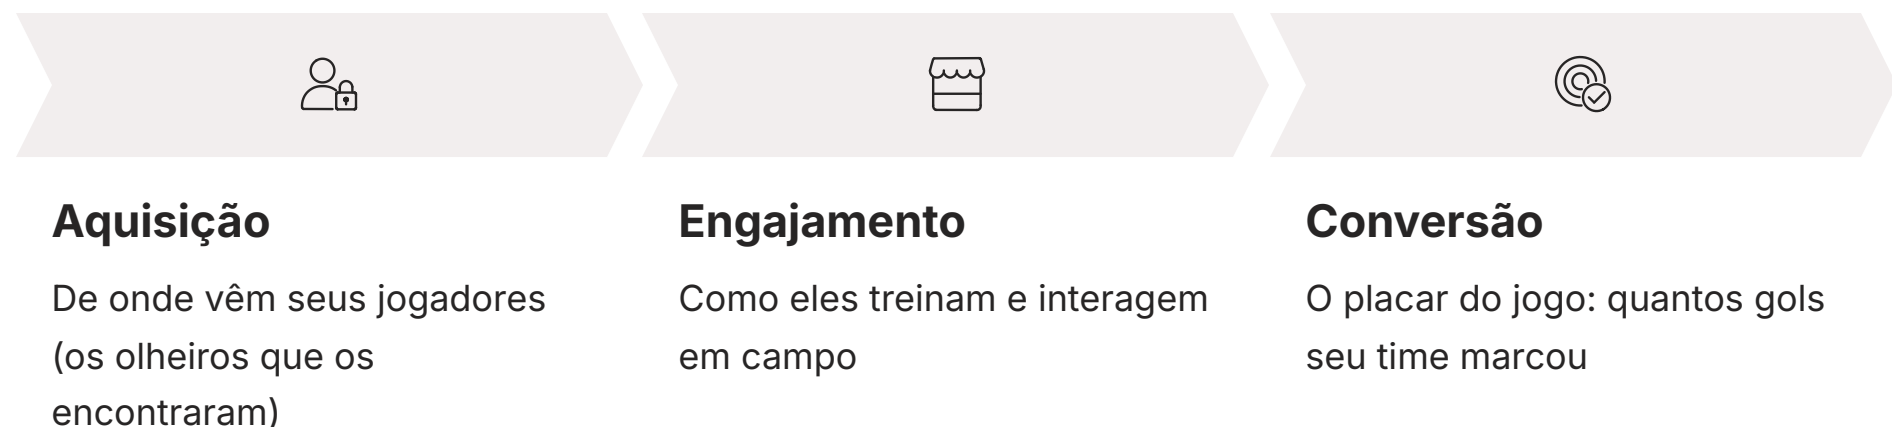 Aquisição
De onde vêm seus jogadores
(os olheiros que os
encontraram)
Engajamento
Como eles treinam e interagem
em campo
Conversão
O placar do jogo: quantos gols
seu time marcou